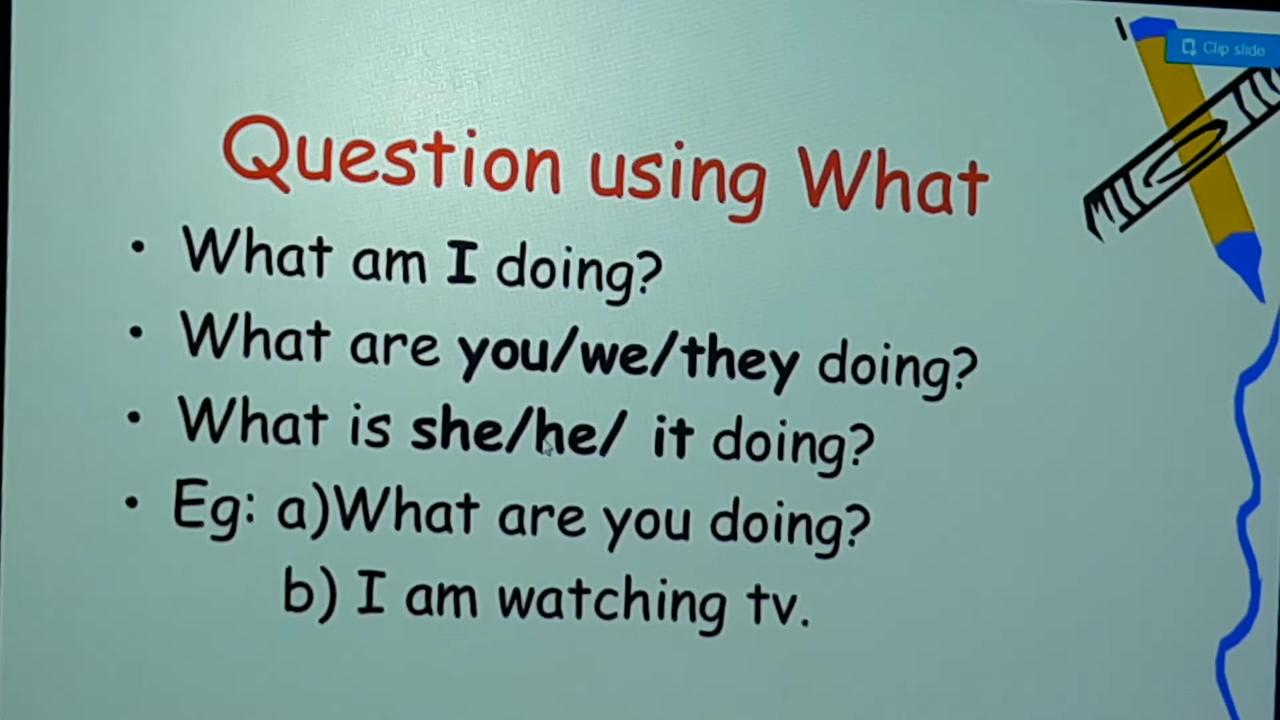 Clip slide
Question using What
• What am I doing?
• What are you/we/they doing?
• What is she/he/ it doing?
• Eg: a)What are you doing?
b) I am watching tv.